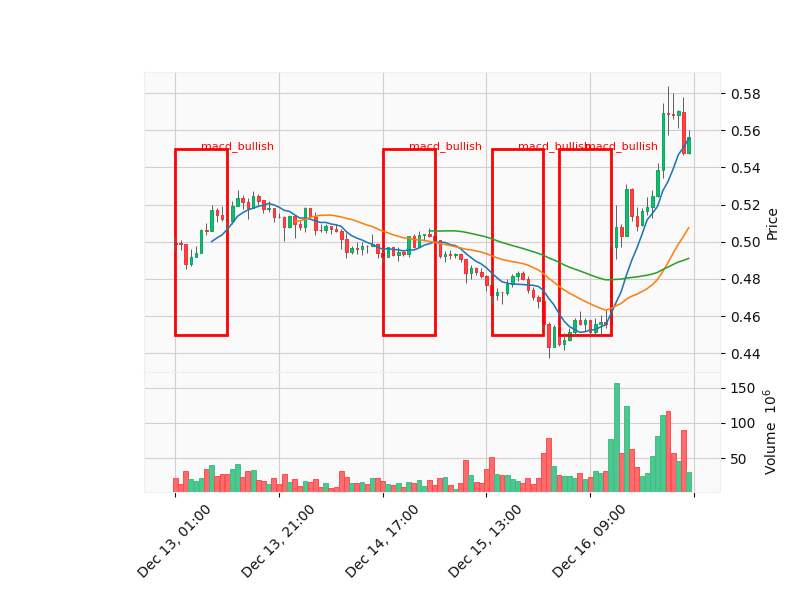 macd_bullish
macd_bullish
macd_bullish
macd_bullish
0.58
0.56
0.54
0.52
0.50
0.48
0.46
0.44
Price
150
100
50
Volume 10^6
Dec 13, 01:00
Dec 13, 21:00
Dec 14, 17:00
Dec 15, 13:00
Dec 16, 09:00